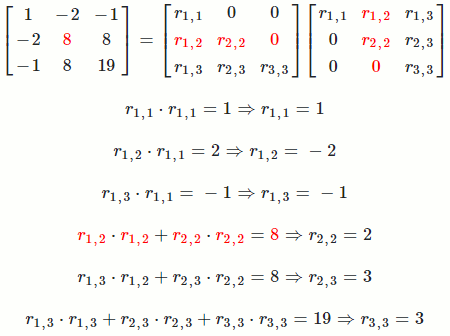 [1 −2 −1] = [r1,1 0 0] [r1,1 r1,2 r1,3]
[−2 8 8] [r1,2 r2,2 0] [0 r2,2 r2,3]
[−1 8 19] [r1,3 r2,3 r3,3] [0 0 r3,3]
r1,1 · r1,1 = 1 ⇒ r1,1 = 1
r1,2 · r1,1 = 2 ⇒ r1,2 = −2
r1,3 · r1,1 = −1 ⇒ r1,3 = −1
r1,2 · r1,2 + r2,2 · r2,2 = 8 ⇒ r2,2 = 2
r1,3 · r1,2 + r2,3 · r2,2 = 8 ⇒ r2,3 = 3
r1,3 · r1,3 + r2,3 · r2,3 + r3,3 · r3,3 = 19 ⇒ r3,3 = 3